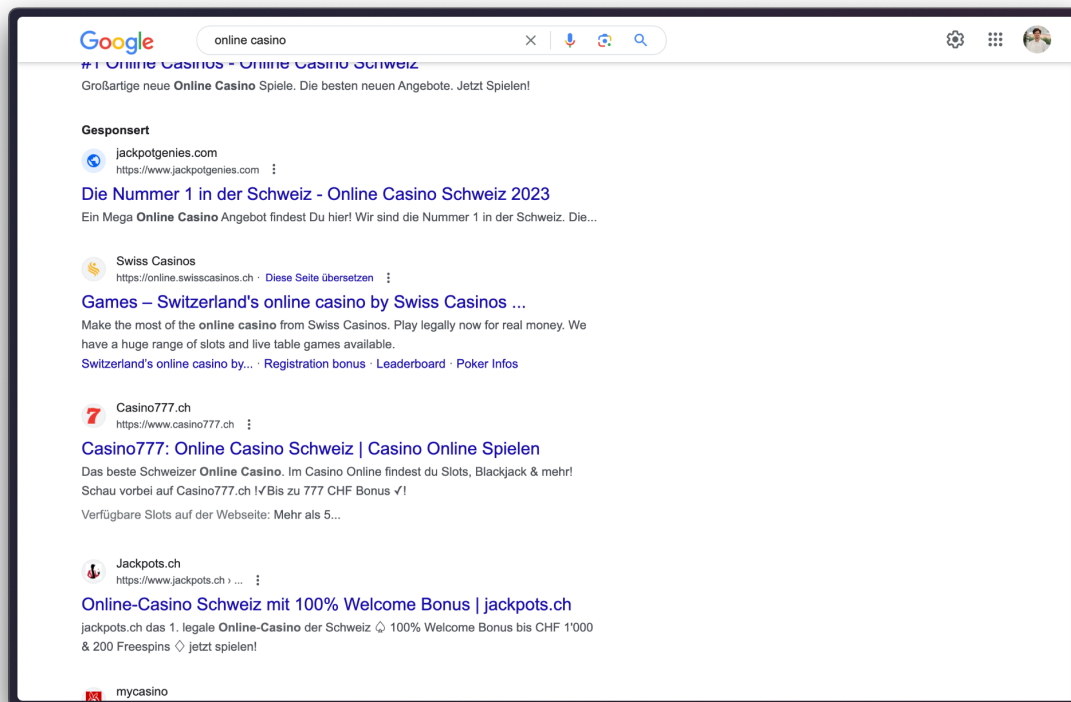 Google
online casino
#1 Online Casinos - Online Casino Schweiz
Großartige neue Online Casino Spiele. Die besten neuen Angebote. Jetzt Spielen!
Gesponsert
jackpotgenies.com
https://www.jackpotgenies.com
Die Nummer 1 in der Schweiz - Online Casino Schweiz 2023
Ein Mega Online Casino Angebot findest Du hier! Wir sind die Nummer 1 in der Schweiz. Die...
Swiss Casinos
https://online.swisscasinos.ch · Diese Seite übersetzen
Games – Switzerland's online casino by Swiss Casinos ...
Make the most of the online casino from Swiss Casinos. Play legally now for real money. We
have a huge range of slots and live table games available.
Switzerland's online casino by... · Registration bonus · Leaderboard · Poker Infos
7
Casino777.ch
https://www.casino777.ch
Casino777: Online Casino Schweiz | Casino Online Spielen
Das beste Schweizer Online Casino. Im Casino Online findest du Slots, Blackjack & mehr!
Schau vorbei auf Casino777.ch !✓Bis zu 777 CHF Bonus ✓!
Verfügbare Slots auf der Webseite: Mehr als 5...
Jackpots.ch
https://www.jackpots.ch › ...
Online-Casino Schweiz mit 100% Welcome Bonus | jackpots.ch
jackpots.ch das 1. legale Online-Casino der Schweiz ♤ 100% Welcome Bonus bis CHF 1'000
& 200 Freespins ♢ jetzt spielen!
mycasino